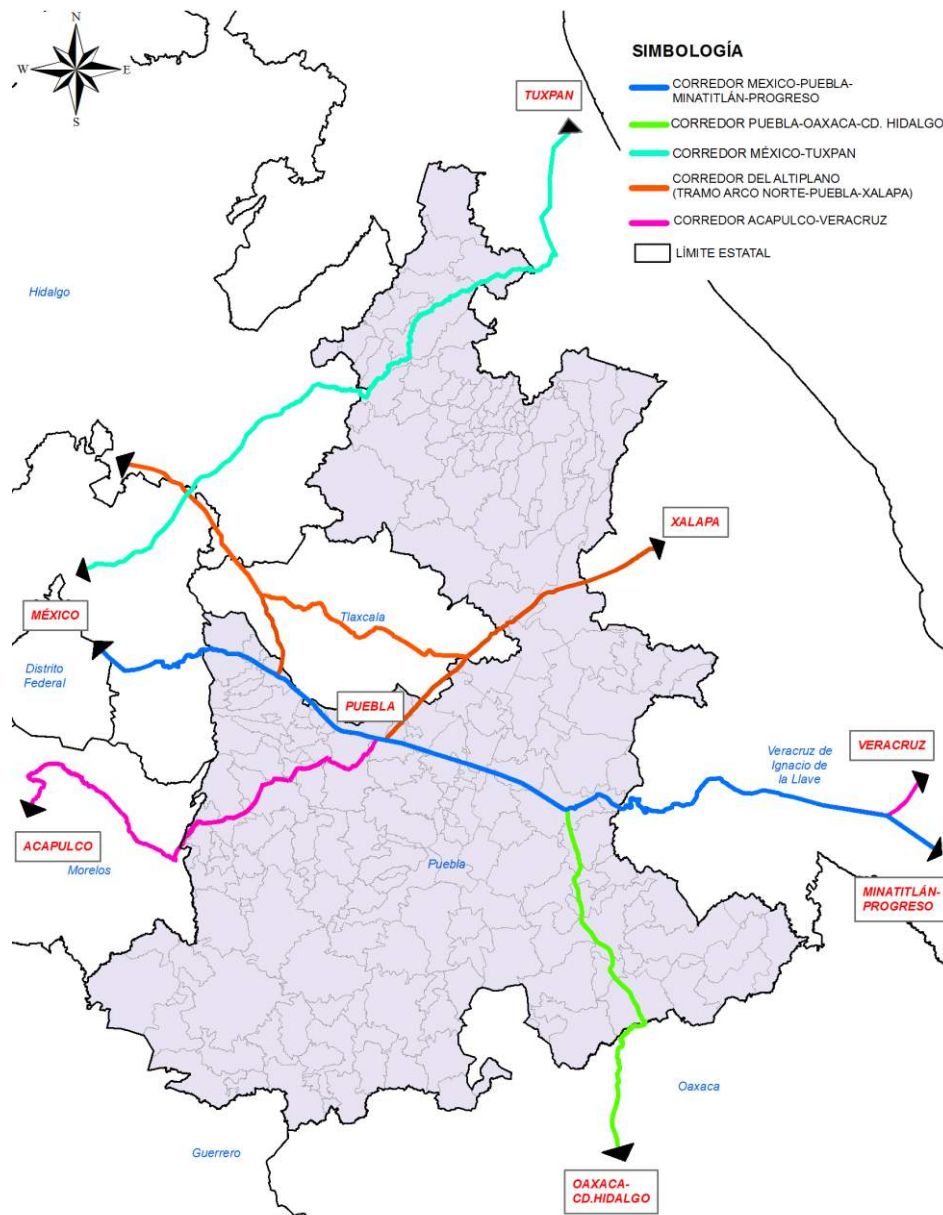 N
W
E
S
TUXPAN
SIMBOLOGÍA
CORREDOR MEXICO-PUEBLA-
MINATITLÁN-PROGRESO
CORREDOR PUEBLA-OAXACA-CD. HIDALGO
CORREDOR MÉXICO-TUXPAN
CORREDOR DEL ALTIPLANO
(TRAMO ARCO NORTE-PUEBLA-XALAPA)
CORREDOR ACAPULCO-VERACRUZ
LÍMITE ESTATAL
Hidalgo
XALAPA
MÉXICO
Tlaxcala
Distrito
Federal
PUEBLA
Veracruz de
Ignacio de
la Llave
VERACRUZ
ACAPULCO
Morelos
Puebla
MINATITLÁN-
PROGRESO
Oaxaca
Guerrero
OAXACA-
CD.HIDALGO